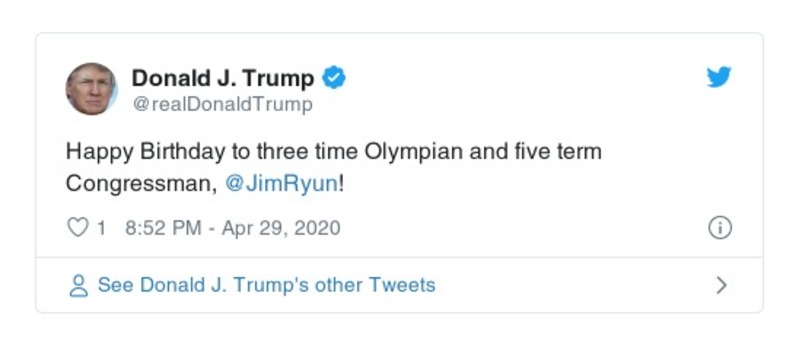 Donald J. Trump
@realDonaldTrump
Happy Birthday to three time Olympian and five term
Congressman, @JimRyun!
1 8:52 PM - Apr 29, 2020
See Donald J. Trump's other Tweets